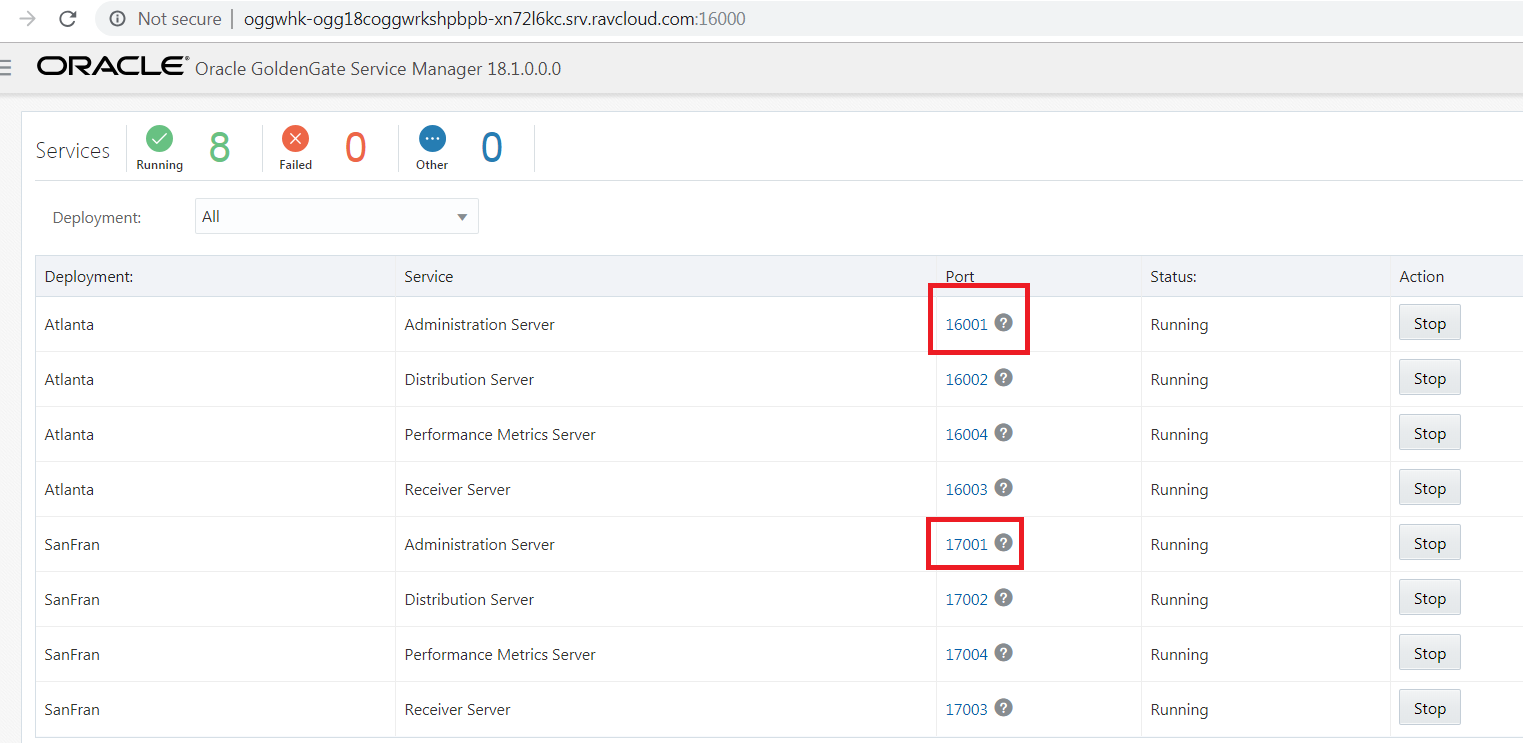 Not secure | oggwhk-ogg18coggwrkshpbpb-xn72l6kc.srv.ravcloud.com:16000
ORACLE® Oracle GoldenGate Service Manager 18.1.0.0.0
Services Running 8 Failed 0 Other 0
Deployment: All
Deployment: Service Port Status: Action
Atlanta Administration Server 16001 ? Running Stop
Atlanta Distribution Server 16002 ? Running Stop
Atlanta Performance Metrics Server 16004 ? Running Stop
Atlanta Receiver Server 16003 ? Running Stop
SanFran Administration Server 17001 ? Running Stop
SanFran Distribution Server 17002 ? Running Stop
SanFran Performance Metrics Server 17004 ? Running Stop
SanFran Receiver Server 17003 ? Running Stop